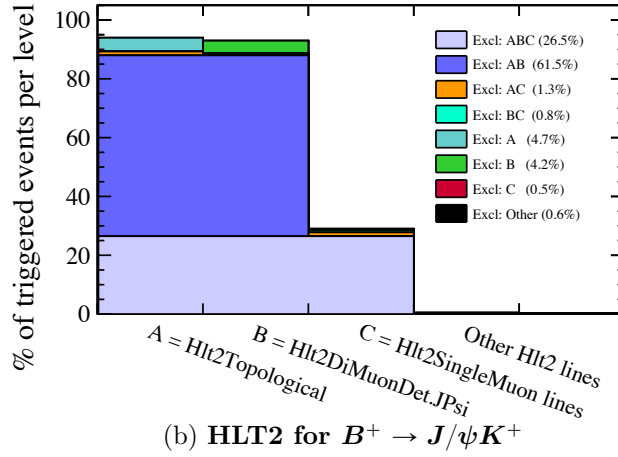 % of triggered events per level
100
80
60
40
20
0
Excl: ABC (26.5%)
Excl: AB (61.5%)
Excl: AC (1.3%)
Excl: BC (0.8%)
Excl: A (4.7%)
Excl: B (4.2%)
Excl: C (0.5%)
Excl: Other (0.6%)
A = Hlt2Topological
B = Hlt2DiMuonDet.JPsi
C = Hlt2SingleMuon lines
Other Hlt2 lines
(b) HLT2 for B⁺ → J/ψK⁺